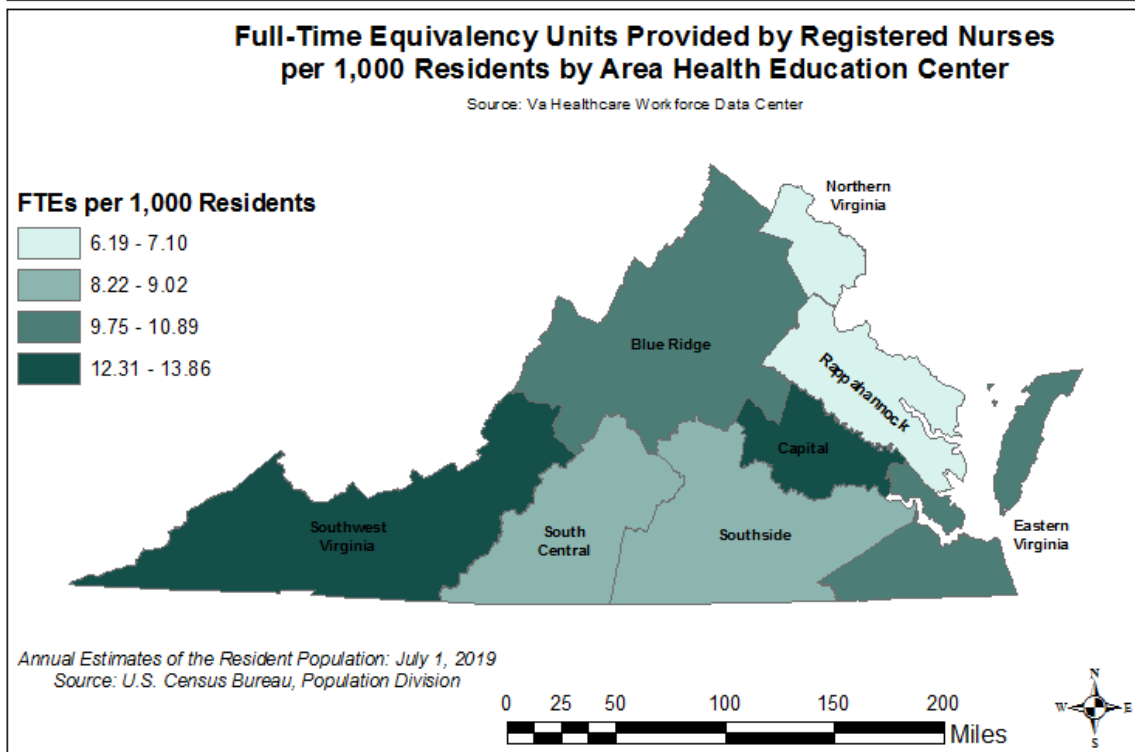 Full-Time Equivalency Units Provided by Registered Nurses
per 1,000 Residents by Area Health Education Center
Source: Va Healthcare Workforce Data Center
FTEs per 1,000 Residents
6.19 - 7.10
8.22 - 9.02
9.75 - 10.89
12.31 - 13.86
Northern
Virginia
Blue Ridge
Rappahannock
Capital
Southwest
Virginia
South
Central
Southside
Eastern
Virginia
Annual Estimates of the Resident Population: July 1, 2019
Source: U.S. Census Bureau, Population Division
0 25 50 100 150 200
Miles
N
W E
S